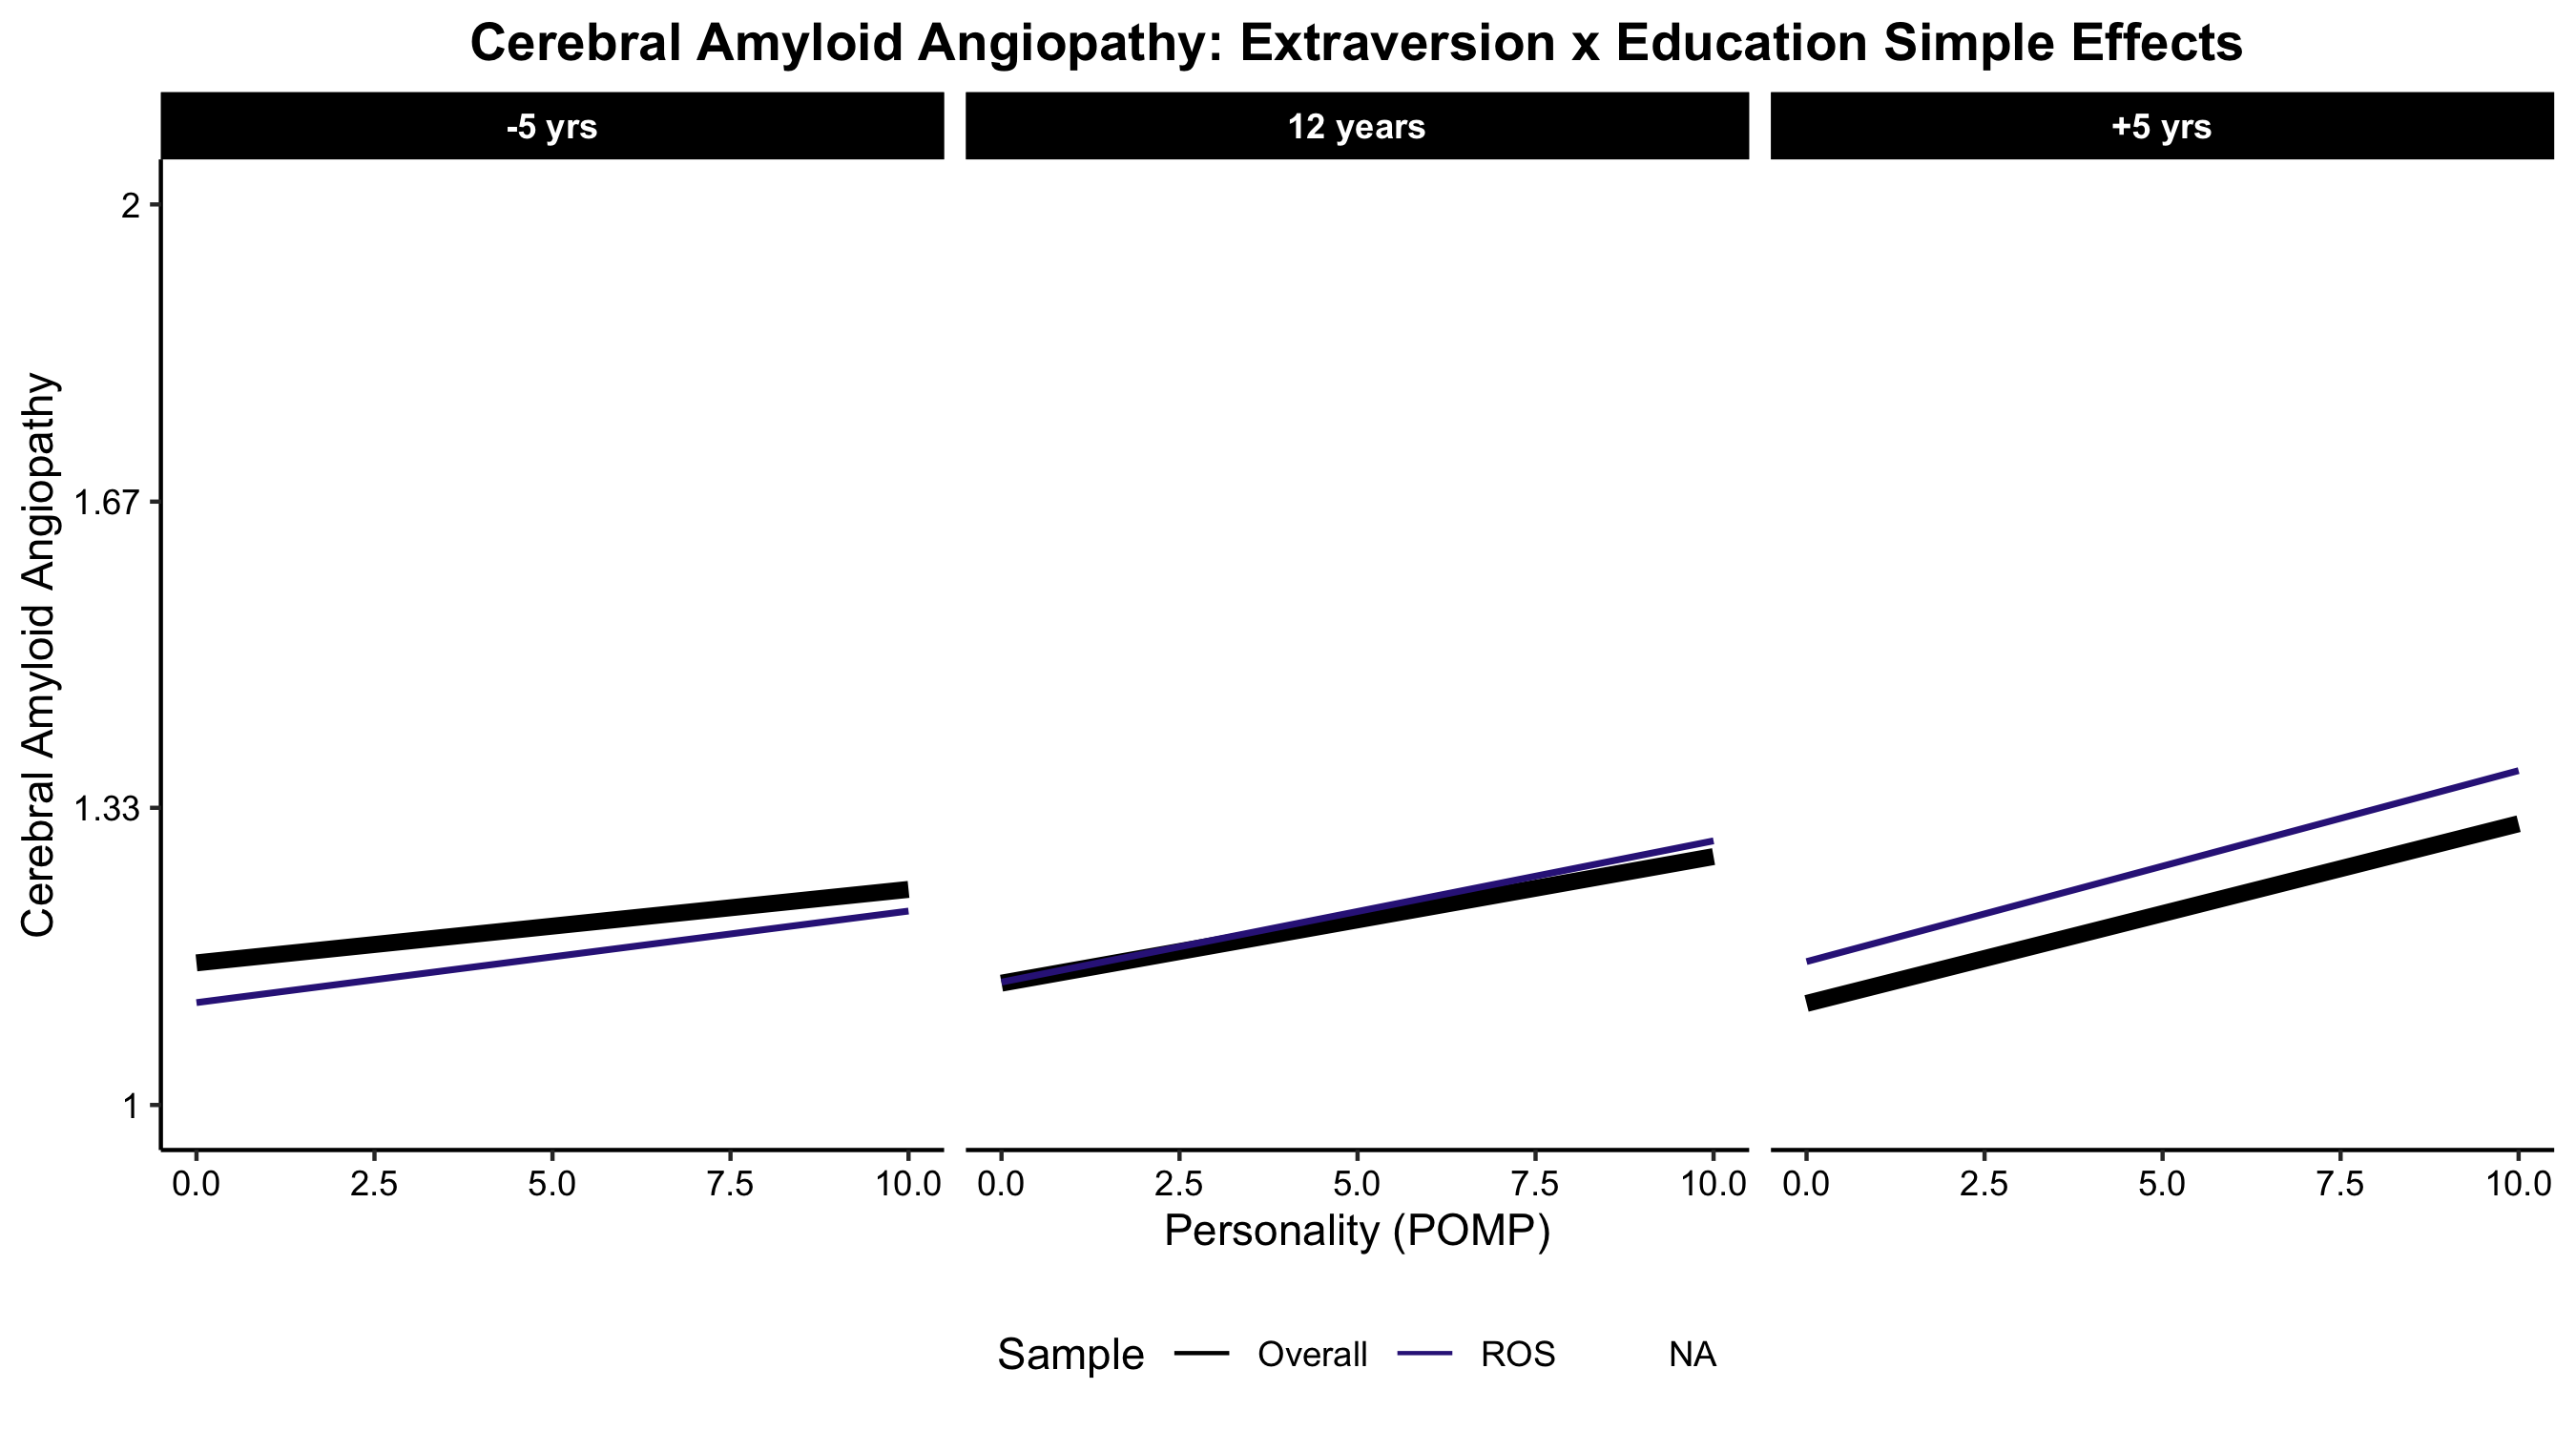 Cerebral Amyloid Angiopathy: Extraversion x Education Simple Effects
-5 yrs
12 years
+5 yrs
Cerebral Amyloid Angiopathy
2
1.67
1.33
1
0.0 2.5 5.0 7.5 10.0
0.0 2.5 5.0 7.5 10.0
0.0 2.5 5.0 7.5 10.0
Personality (POMP)
Sample Overall ROS NA